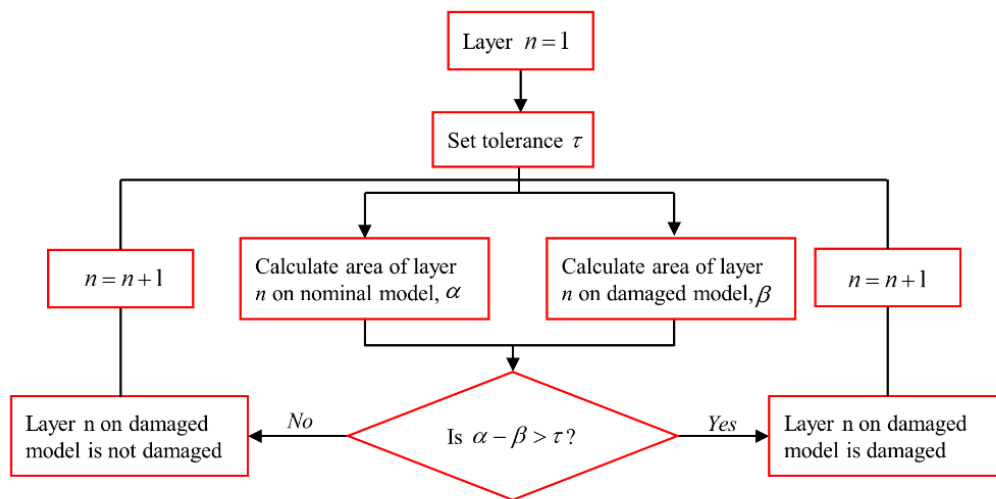 Layer n = 1
Set tolerance τ
n = n + 1
Calculate area of layer
n on nominal model, α
Calculate area of layer
n on damaged model, β
n = n + 1
Layer n on damaged
model is not damaged
No
Is α − β > τ ?
Yes
Layer n on damaged
model is damaged